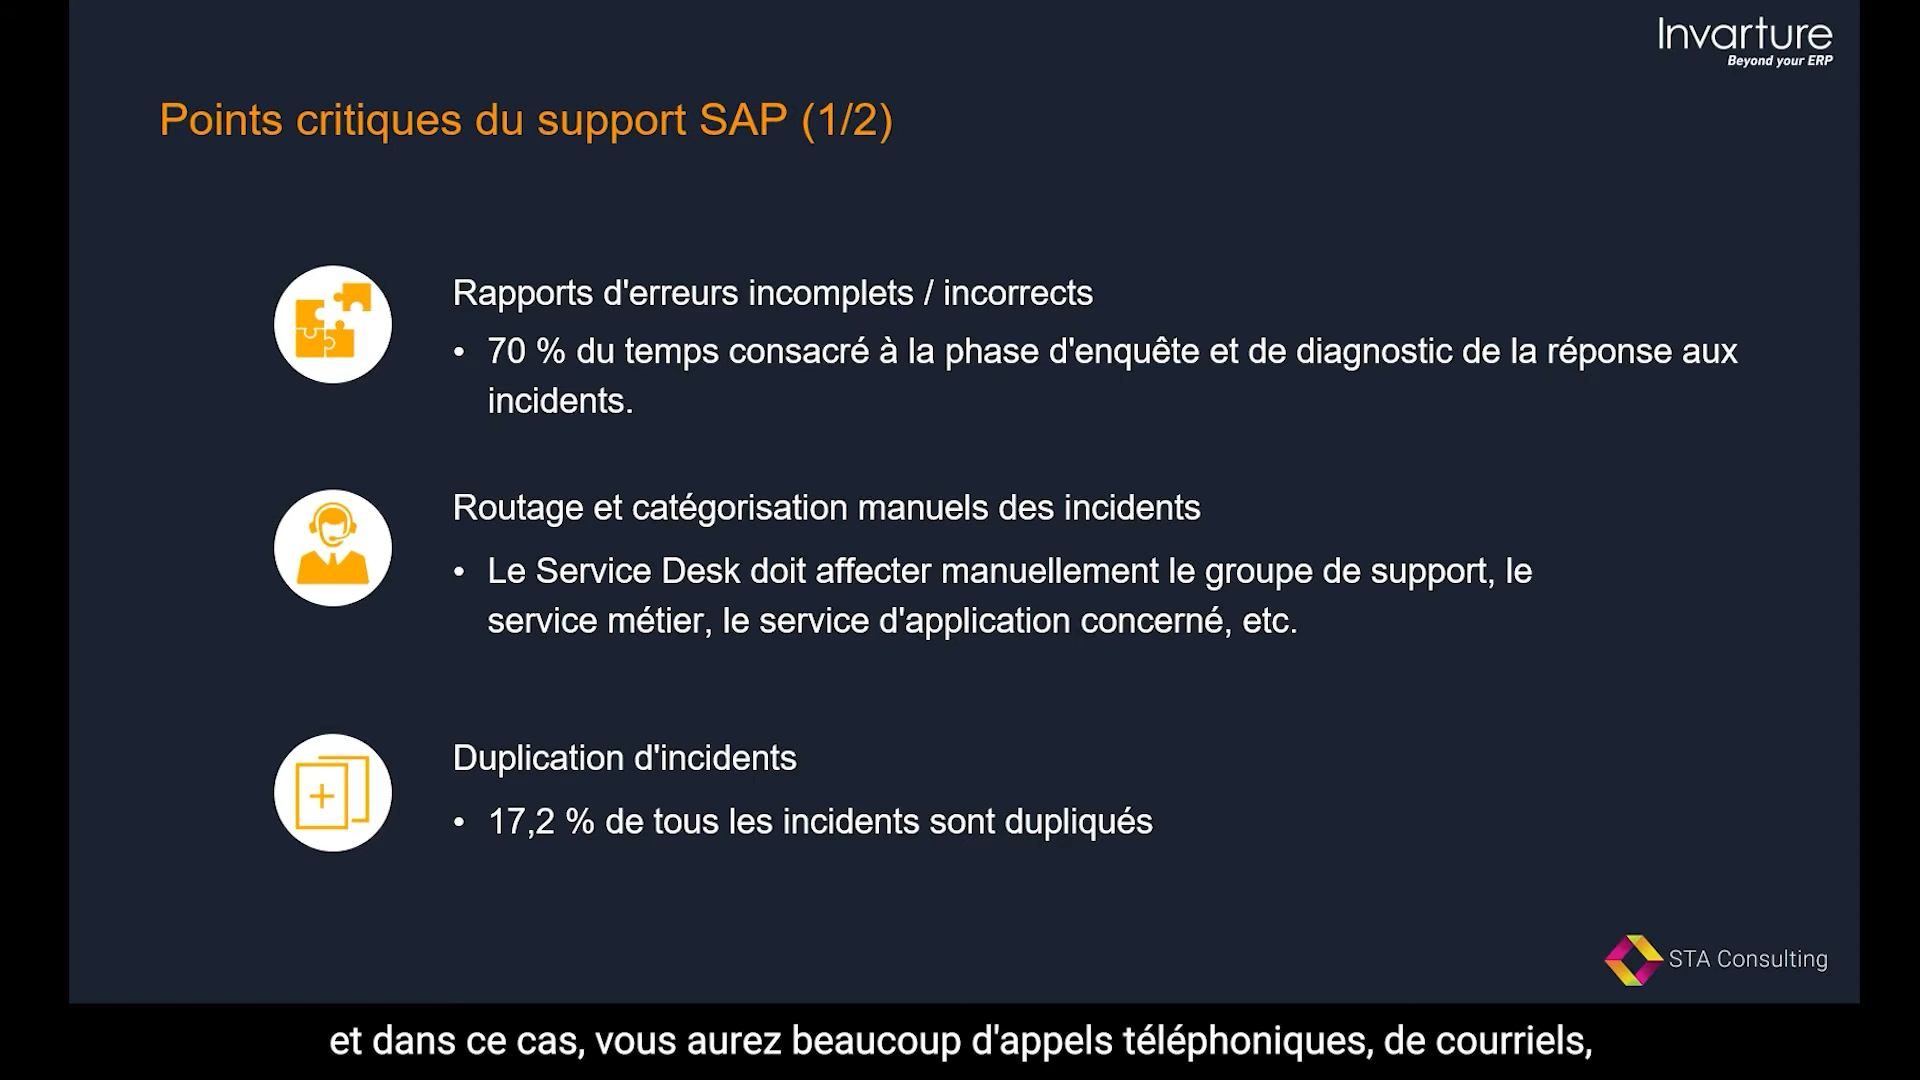 Invarture
Beyond your ERP
Points critiques du support SAP (1/2)
Rapports d'erreurs incomplets / incorrects
• 70 % du temps consacré à la phase d'enquête et de diagnostic de la réponse aux
incidents.
Routage et catégorisation manuels des incidents
• Le Service Desk doit affecter manuellement le groupe de support, le
service métier, le service d'application concerné, etc.
Duplication d'incidents
• 17,2 % de tous les incidents sont dupliqués
STA Consulting
et dans ce cas, vous aurez beaucoup d'appels téléphoniques, de courriels,